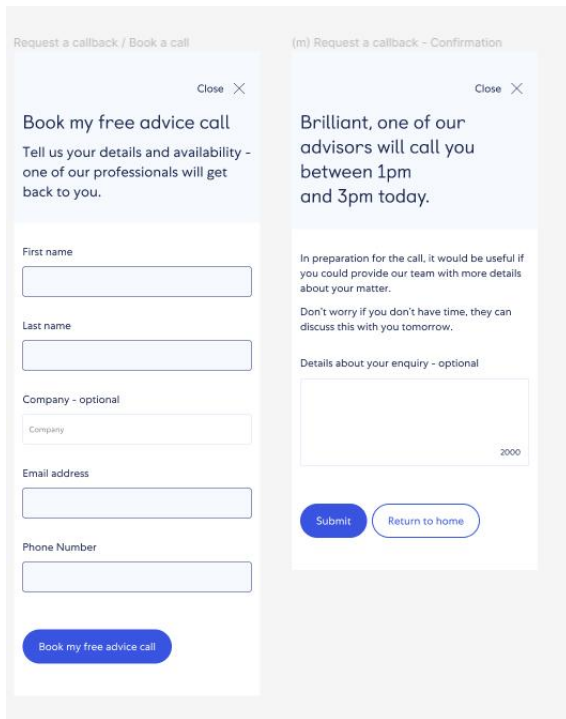 Request a callback / Book a call
Close
Book my free advice call
Tell us your details and availability -
one of our professionals will get
back to you.
First name
Last name
Company - optional
Company
Email address
Phone Number
Book my free advice call
(m) Request a callback - Confirmation
Close
Brilliant, one of our
advisors will call you
between 1pm
and 3pm today.
In preparation for the call, it would be useful if
you could provide our team with more details
about your matter.
Don't worry if you don't have time, they can
discuss this with you tomorrow.
Details about your enquiry - optional
2000
Submit
Return to home